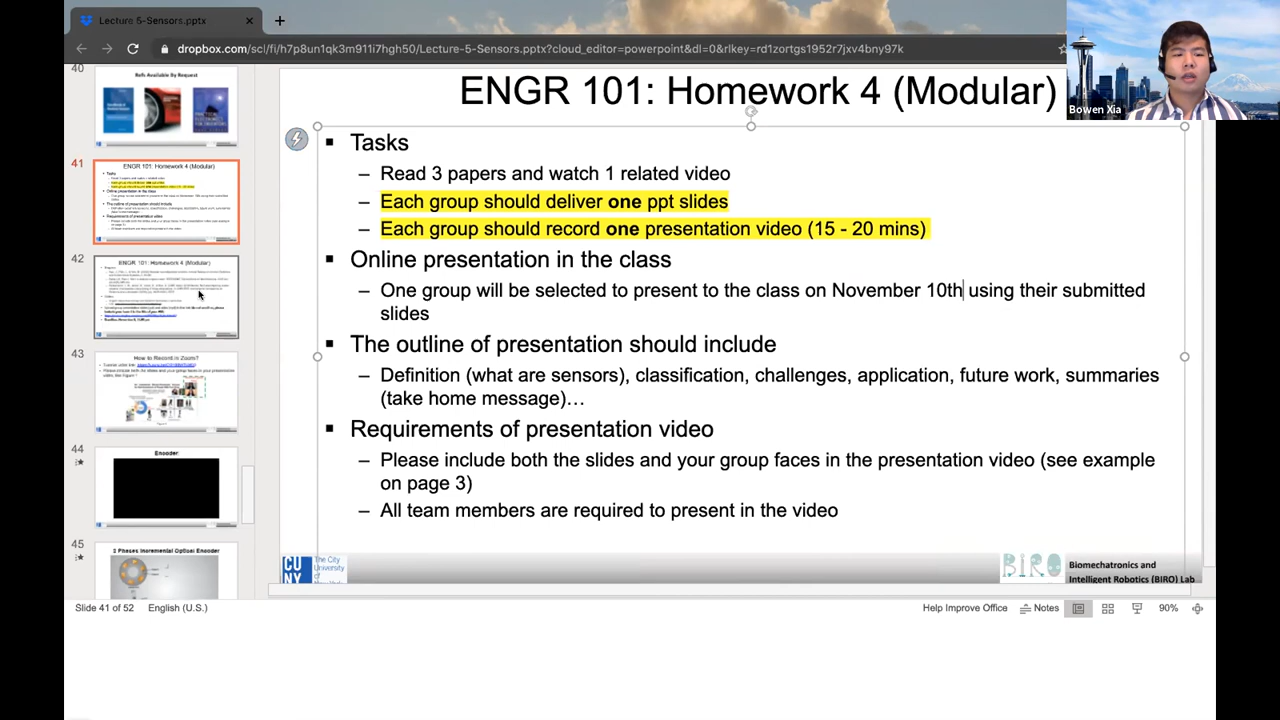 Lecture 5-Sensors.pptx
dropbox.com/scl/fi/h7p8un1qk3m911i7hgh50/Lecture-5-Sensors.pptx?cloud_editor=powerpoint&dl=0&rlkey=rd1zortgs1952r7jxv4bny97k
Bowen Xia
40
Refs Available By Request
41
ENGR 101: Homework 4 (Modular)
42
ENGR 101: Homework 4 (Modular)
43
How to Record in Zoom?
44
Encoder
45
2 Phases Incremental Optical Encoder
ENGR 101: Homework 4 (Modular)
▪ Tasks
– Read 3 papers and watch 1 related video
– Each group should deliver one ppt slides
– Each group should record one presentation video (15 - 20 mins)
▪ Online presentation in the class
– One group will be selected to present to the class on November 10th using their submitted
slides
▪ The outline of presentation should include
– Definition (what are sensors), classification, challenges, application, future work, summaries
(take home message)…
▪ Requirements of presentation video
– Please include both the slides and your group faces in the presentation video (see example
on page 3)
– All team members are required to present in the video
CU
NY
The City
University
of
BIRO
Biomechatronics and
Intelligent Robotics (BIRO) Lab
Slide 41 of 52
English (U.S.)
Help Improve Office
Notes
90%